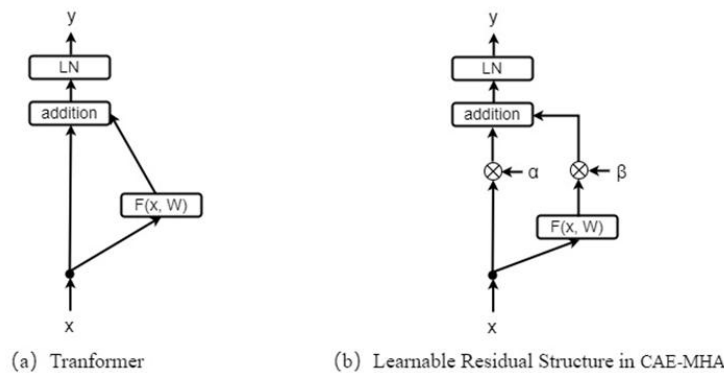 y
LN
addition
F(x, W)
x
(a) Tranformer
y
LN
addition
α
β
F(x, W)
x
(b) Learnable Residual Structure in CAE-MHA